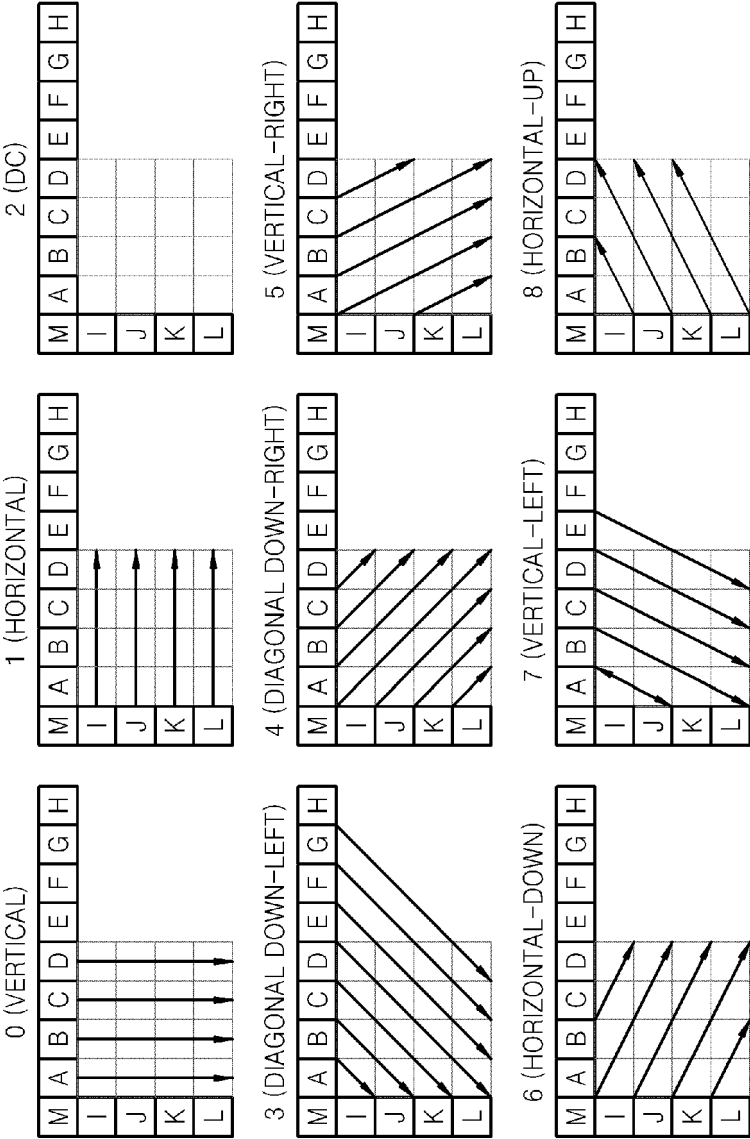 0 (VERTICAL) 1 (HORIZONTAL) 2 (DC)
M A B C D E F G H M A B C D E F G H M A B C D E F G H
I I I
J J J
K K K
L L L
3 (DIAGONAL DOWN-LEFT) 4 (DIAGONAL DOWN-RIGHT) 5 (VERTICAL-RIGHT)
M A B C D E F G H M A B C D E F G H M A B C D E F G H
I I I
J J J
K K K
L L L
6 (HORIZONTAL-DOWN) 7 (VERTICAL-LEFT) 8 (HORIZONTAL-UP)
M A B C D E F G H M A B C D E F G H M A B C D E F G H
I I I
J J J
K K K
L L L